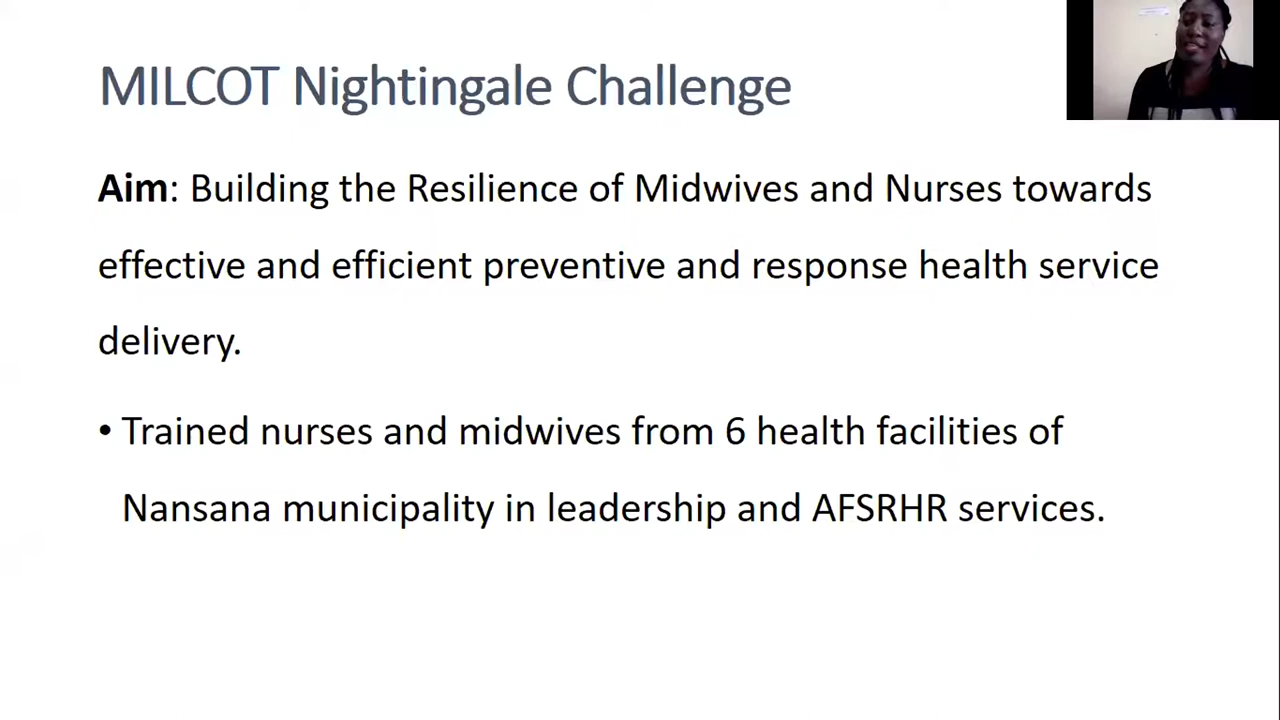 MILCOT Nightingale Challenge
Aim: Building the Resilience of Midwives and Nurses towards
effective and efficient preventive and response health service
delivery.
• Trained nurses and midwives from 6 health facilities of
Nansana municipality in leadership and AFSRHR services.